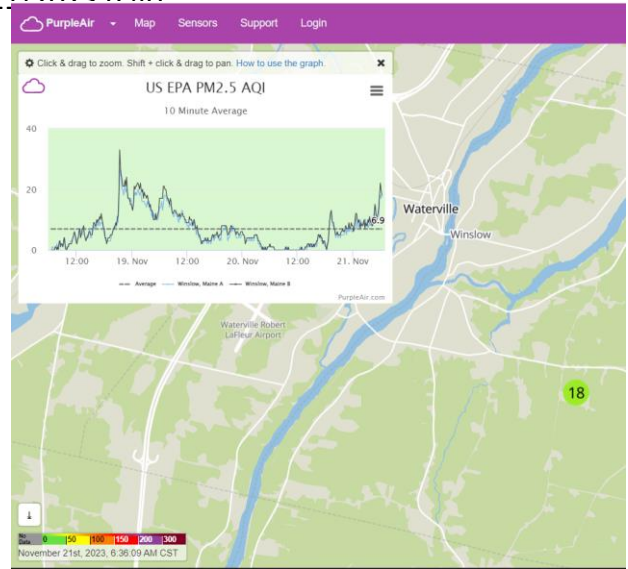 PurpleAir Map Sensors Support Login
Click & drag to zoom. Shift + click & drag to pan. How to use the graph.
US EPA PM2.5 AQI
10 Minute Average
40
20
0
6.9
12:00 19. Nov 12:00 20. Nov 12:00 21. Nov
Average Winslow, Maine A Winslow, Maine B
PurpleAir.com
Waterville
Winslow
Waterville Robert
LaFleur Airport
18
No
Data 0 50 100 150 200 300
November 21st, 2023, 6:36:09 AM CST